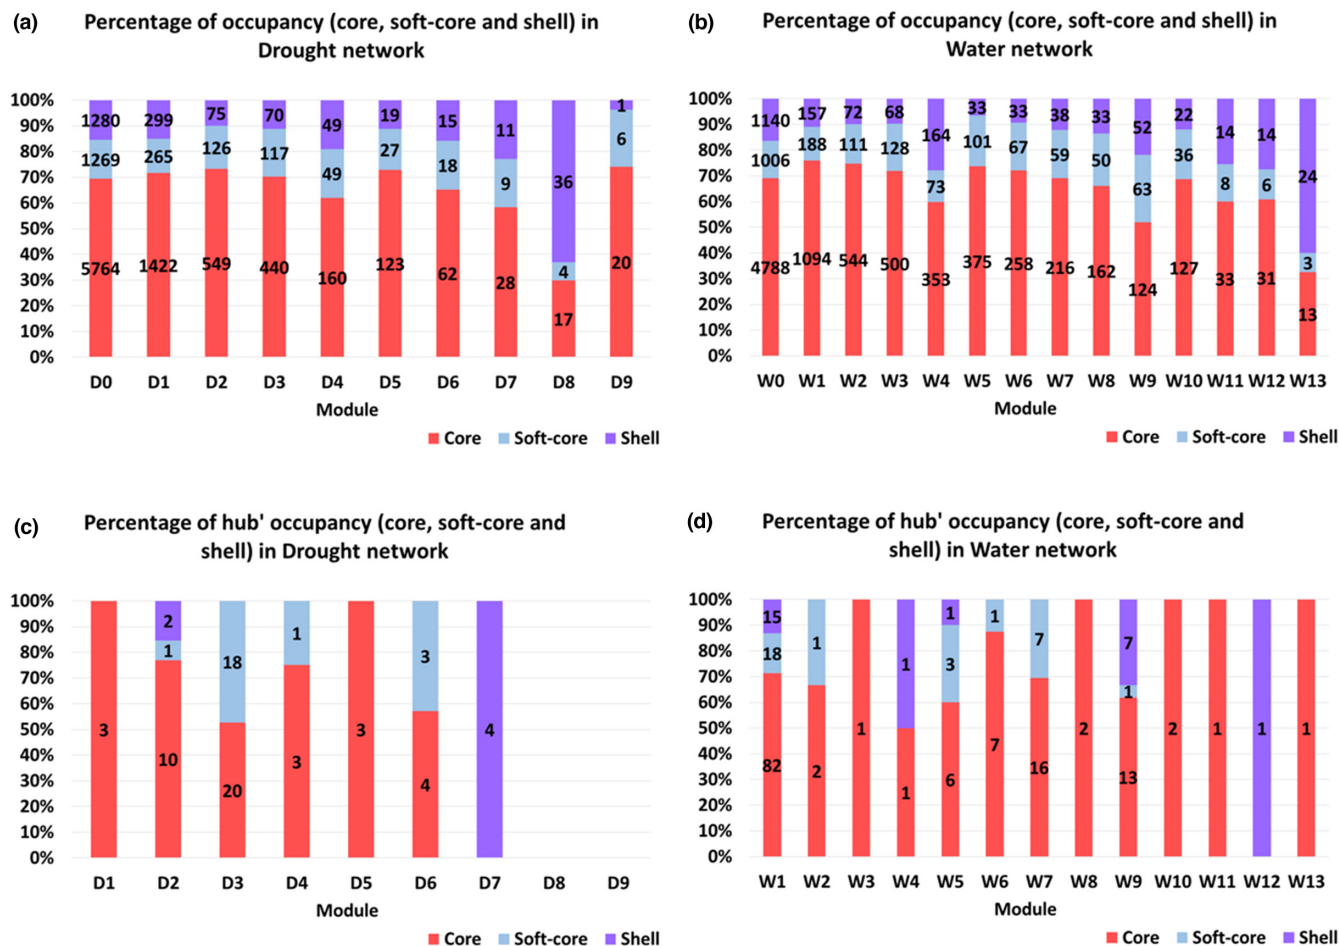 (a)
Percentage of occupancy (core, soft-core and shell) in
Drought network
100%
90%
80%
70%
60%
50%
40%
30%
20%
10%
0%
1280 299 75 70 49 19 15 11 36 1
1269 265 126 117 49 27 18 9 4 6
5764 1422 549 440 160 123 62 28 17 20
D0 D1 D2 D3 D4 D5 D6 D7 D8 D9
Module
Core Soft-core Shell
(b)
Percentage of occupancy (core, soft-core and shell) in
Water network
100%
90%
80%
70%
60%
50%
40%
30%
20%
10%
0%
1140 157 72 68 164 33 33 38 33 52 22 14 14 24
1006 188 111 128 73 101 67 59 50 63 36 8 6 3
4788 1094 544 500 353 375 258 216 162 124 127 33 31 13
W0 W1 W2 W3 W4 W5 W6 W7 W8 W9 W10 W11 W12 W13
Module
Core Soft-core Shell
(c)
Percentage of hub' occupancy (core, soft-core and
shell) in Drought network
100%
90%
80%
70%
60%
50%
40%
30%
20%
10%
0%
2 4
1 18 1 3
3 10 20 3 3 4
D1 D2 D3 D4 D5 D6 D7 D8 D9
Module
Core Soft-core Shell
(d)
Percentage of hub' occupancy (core, soft-core and
shell) in Water network
100%
90%
80%
70%
60%
50%
40%
30%
20%
10%
0%
15 1 1 7 1
18 1 3 1 7 1
82 2 1 1 6 7 16 2 13 2 1 1
W1 W2 W3 W4 W5 W6 W7 W8 W9 W10 W11 W12 W13
Module
Core Soft-core Shell